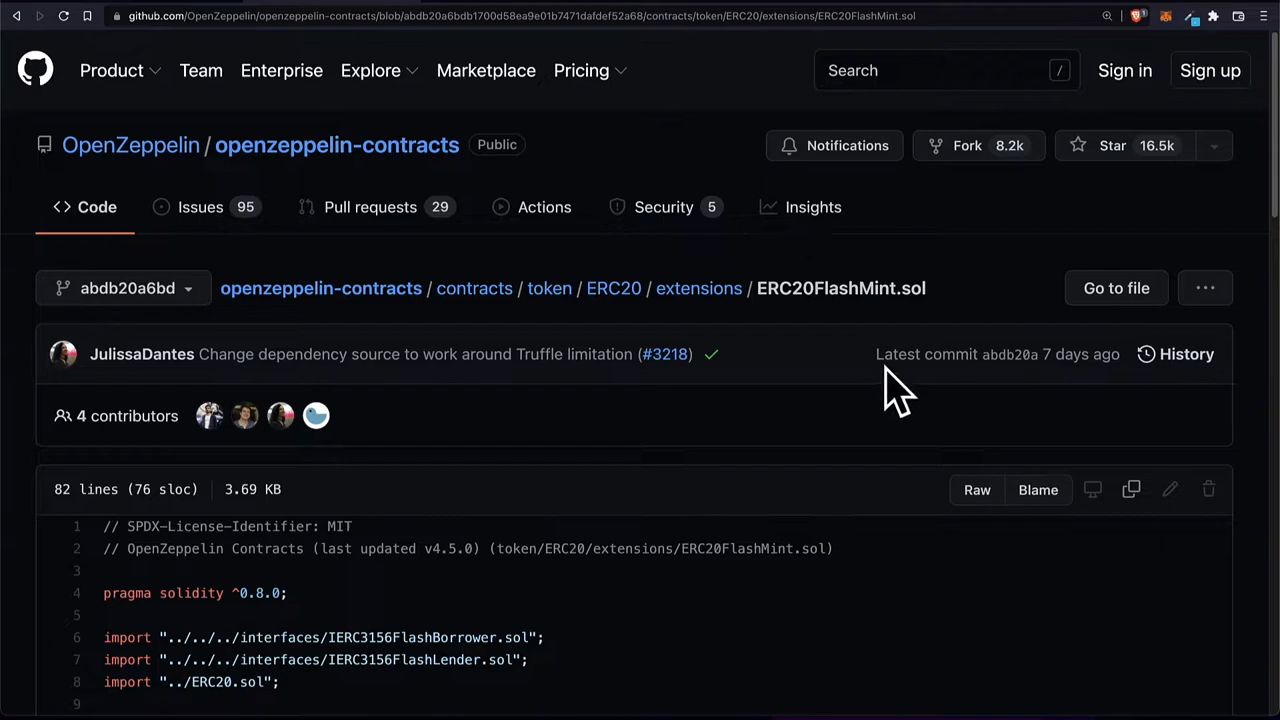 github.com/OpenZeppelin/openzeppelin-contracts/blob/abdb20a6bdb1700d58ea9e01b7471dafdef52a68/contracts/token/ERC20/extensions/ERC20FlashMint.sol
Product Team Enterprise Explore Marketplace Pricing Search / Sign in Sign up
OpenZeppelin / openzeppelin-contracts Public Notifications Fork 8.2k Star 16.5k
<> Code Issues 95 Pull requests 29 Actions Security 5 Insights
abdb20a6bd openzeppelin-contracts / contracts / token / ERC20 / extensions / ERC20FlashMint.sol Go to file ...
JulissaDantes Change dependency source to work around Truffle limitation (#3218) Latest commit abdb20a 7 days ago History
4 contributors
82 lines (76 sloc) 3.69 KB Raw Blame
1 // SPDX-License-Identifier: MIT
2 // OpenZeppelin Contracts (last updated v4.5.0) (token/ERC20/extensions/ERC20FlashMint.sol)
3
4 pragma solidity ^0.8.0;
5
6 import "../../../interfaces/IERC3156FlashBorrower.sol";
7 import "../../../interfaces/IERC3156FlashLender.sol";
8 import "../ERC20.sol";
9